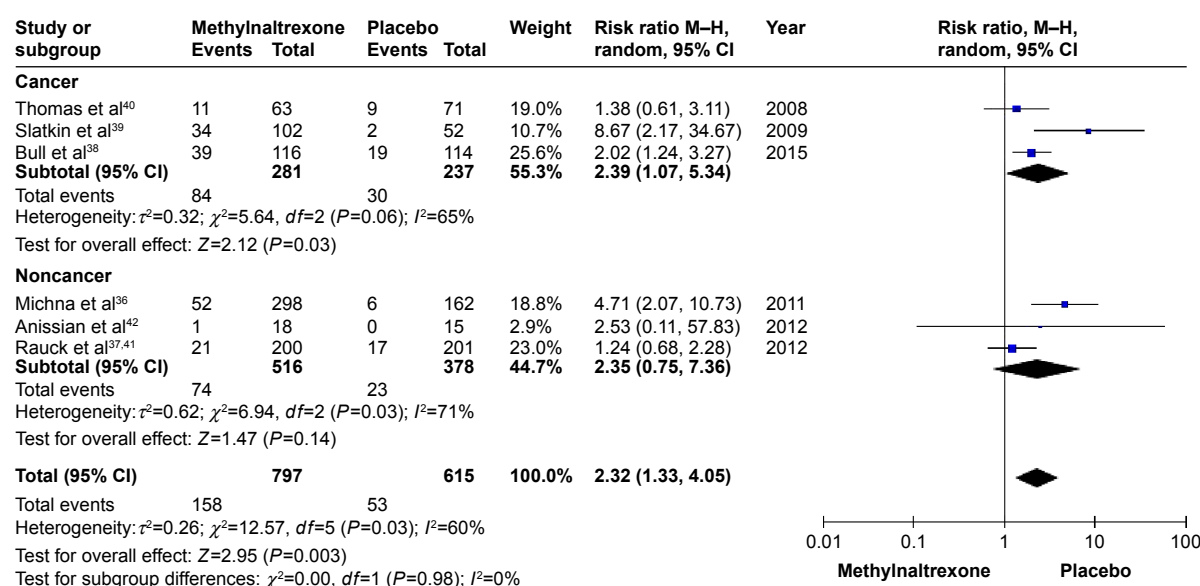 Study or subgroup Methylnaltrexone Events Total Placebo Events Total Weight Risk ratio M–H, random, 95% CI Year Risk ratio, M–H, random, 95% CI
Cancer
Thomas et al⁴⁰ 11 63 9 71 19.0% 1.38 (0.61, 3.11) 2008
Slatkin et al³⁹ 34 102 2 52 10.7% 8.67 (2.17, 34.67) 2009
Bull et al³⁸ 39 116 19 114 25.6% 2.02 (1.24, 3.27) 2015
Subtotal (95% CI) 281 237 55.3% 2.39 (1.07, 5.34)
Total events 84 30
Heterogeneity: τ²=0.32; χ²=5.64, df=2 (P=0.06); I²=65%
Test for overall effect: Z=2.12 (P=0.03)
Noncancer
Michna et al³⁶ 52 298 6 162 18.8% 4.71 (2.07, 10.73) 2011
Anissian et al⁴² 1 18 0 15 2.9% 2.53 (0.11, 57.83) 2012
Rauck et al³⁷,⁴¹ 21 200 17 201 23.0% 1.24 (0.68, 2.28) 2012
Subtotal (95% CI) 516 378 44.7% 2.35 (0.75, 7.36)
Total events 74 23
Heterogeneity: τ²=0.62; χ²=6.94, df=2 (P=0.03); I²=71%
Test for overall effect: Z=1.47 (P=0.14)
Total (95% CI) 797 615 100.0% 2.32 (1.33, 4.05)
Total events 158 53
Heterogeneity: τ²=0.26; χ²=12.57, df=5 (P=0.03); I²=60%
Test for overall effect: Z=2.95 (P=0.003)
Test for subgroup differences: χ²=0.00, df=1 (P=0.98); I²=0%
0.01 0.1 1 10 100
Methylnaltrexone Placebo